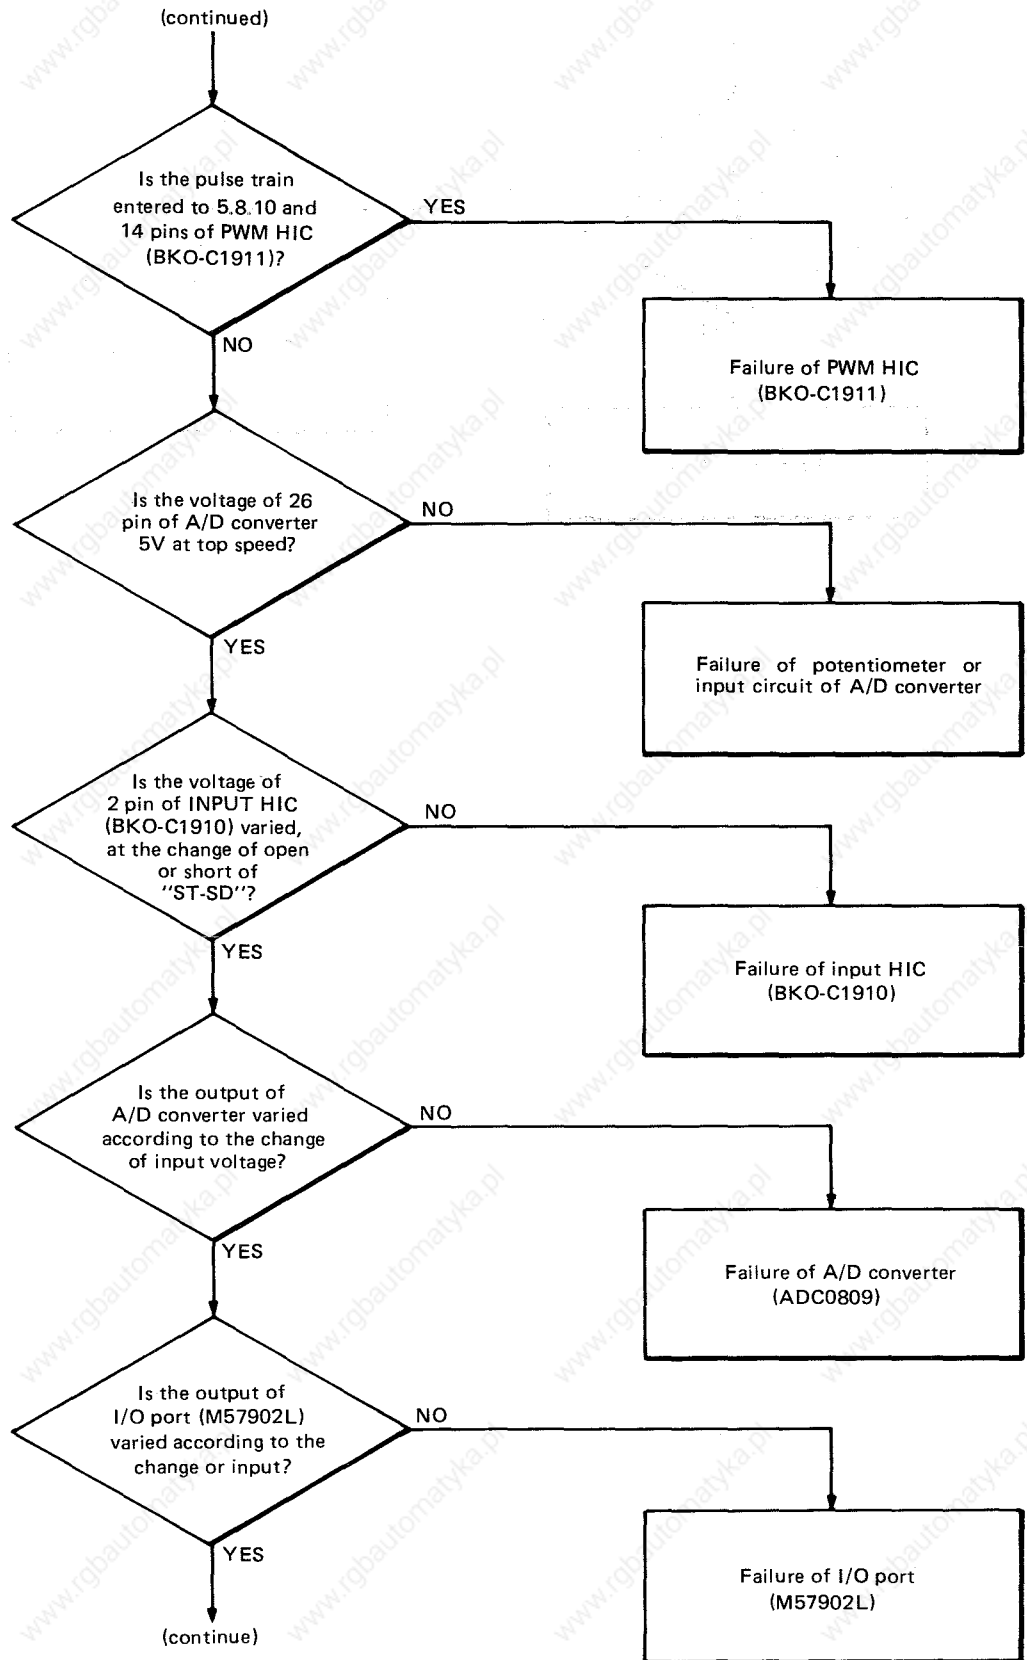 (continued)
Is the pulse train
entered to 5.8.10 and
14 pins of PWM HIC
(BKO-C1911)?
YES
NO
Failure of PWM HIC
(BKO-C1911)
Is the voltage of 26
pin of A/D converter
5V at top speed?
NO
YES
Failure of potentiometer or
input circuit of A/D converter
Is the voltage of
2 pin of INPUT HIC
(BKO-C1910) varied,
at the change of open
or short of
"ST-SD"?
NO
YES
Failure of input HIC
(BKO-C1910)
Is the output of
A/D converter varied
according to the change
of input voltage?
NO
YES
Failure of A/D converter
(ADC0809)
Is the output of
I/O port (M57902L)
varied according to the
change or input?
NO
YES
Failure of I/O port
(M57902L)
(continue)
www.rgbautomatyka.pl